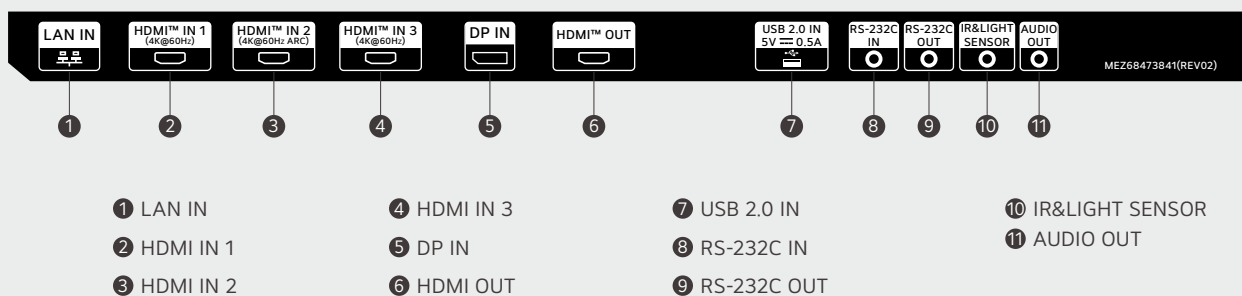 LAN IN
HDMI™ IN 1
(4K@60Hz)
HDMI™ IN 2
(4K@60Hz ARC)
HDMI™ IN 3
(4K@60Hz)
DP IN
HDMI™ OUT
USB 2.0 IN
5V ⎓ 0.5A
RS-232C
IN
RS-232C
OUT
IR&LIGHT
SENSOR
AUDIO
OUT
MEZ68473841(REV02)
1 2 3 4 5 6 7 8 9 10 11
1 LAN IN
2 HDMI IN 1
3 HDMI IN 2
4 HDMI IN 3
5 DP IN
6 HDMI OUT
7 USB 2.0 IN
8 RS-232C IN
9 RS-232C OUT
10 IR&LIGHT SENSOR
11 AUDIO OUT